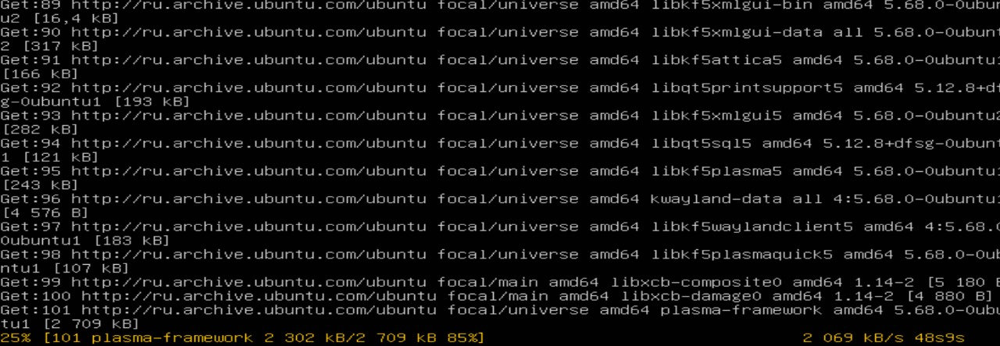 Get:89 http://ru.archive.ubuntu.com/ubuntu focal/universe amd64 libkf5xmlgui-bin amd64 5.68.0-0ubun
u2 [16,4 kB]
Get:90 http://ru.archive.ubuntu.com/ubuntu focal/universe amd64 libkf5xmlgui-data all 5.68.0-0ubunt
2 [317 kB]
Get:91 http://ru.archive.ubuntu.com/ubuntu focal/universe amd64 libkf5attica5 amd64 5.68.0-0ubuntu1
[166 kB]
Get:92 http://ru.archive.ubuntu.com/ubuntu focal/universe amd64 libqt5printsupport5 amd64 5.12.8+df
g-0ubuntu1 [193 kB]
Get:93 http://ru.archive.ubuntu.com/ubuntu focal/universe amd64 libkf5xmlgui5 amd64 5.68.0-0ubuntu2
[282 kB]
Get:94 http://ru.archive.ubuntu.com/ubuntu focal/universe amd64 libqt5sql5 amd64 5.12.8+dfsg-0ubunt
1 [121 kB]
Get:95 http://ru.archive.ubuntu.com/ubuntu focal/universe amd64 libkf5plasma5 amd64 5.68.0-0ubuntu1
[243 kB]
Get:96 http://ru.archive.ubuntu.com/ubuntu focal/universe amd64 kwayland-data all 4:5.68.0-0ubuntu1
[4 576 B]
Get:97 http://ru.archive.ubuntu.com/ubuntu focal/universe amd64 libkf5waylandclient5 amd64 4:5.68.0
0ubuntu1 [183 kB]
Get:98 http://ru.archive.ubuntu.com/ubuntu focal/universe amd64 libkf5plasmaquick5 amd64 5.68.0-0ub
ntu1 [107 kB]
Get:99 http://ru.archive.ubuntu.com/ubuntu focal/main amd64 libxcb-composite0 amd64 1.14-2 [5 180 B
Get:100 http://ru.archive.ubuntu.com/ubuntu focal/main amd64 libxcb-damage0 amd64 1.14-2 [4 880 B]
Get:101 http://ru.archive.ubuntu.com/ubuntu focal/universe amd64 plasma-framework amd64 5.68.0-0ubu
tu1 [2 709 kB]
25% [101 plasma-framework 2 302 kB/2 709 kB 85%] 2 069 kB/s 48s9s